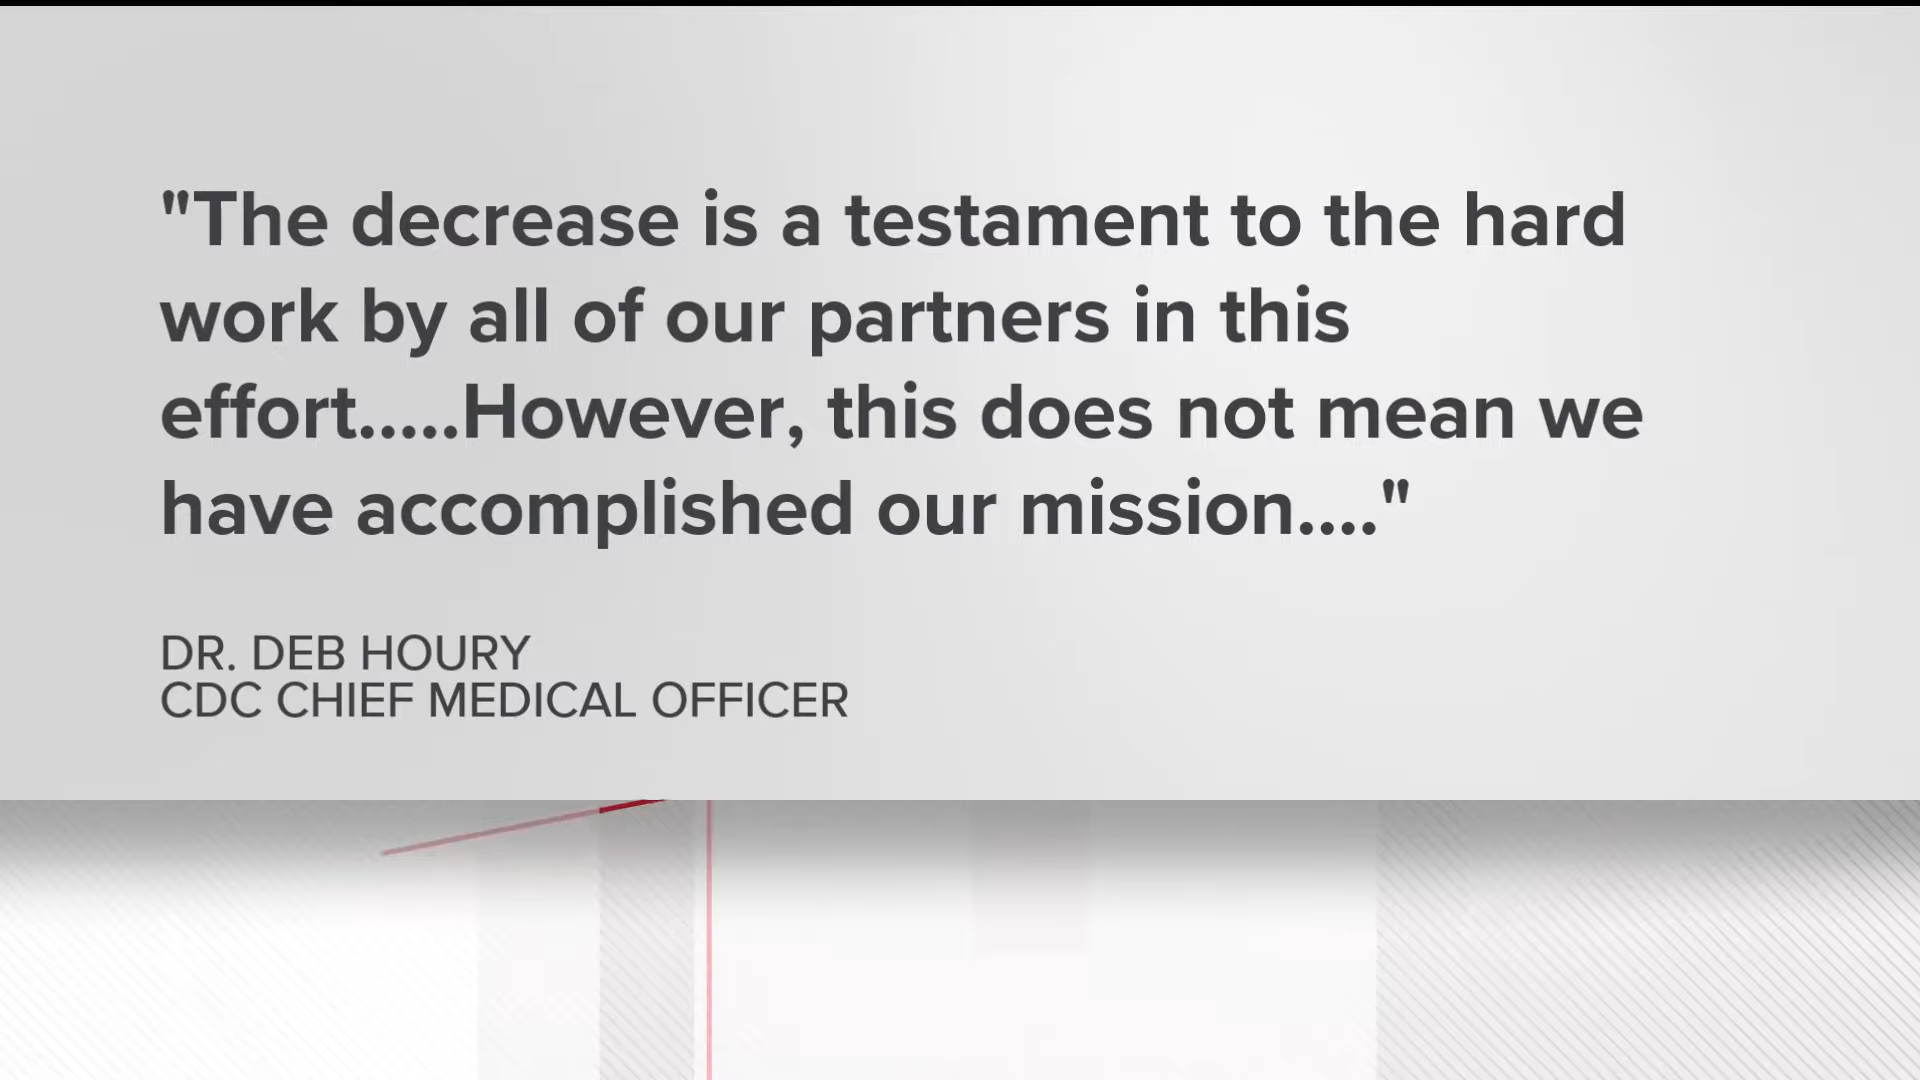 "The decrease is a testament to the hard
work by all of our partners in this
effort.....However, this does not mean we
have accomplished our mission...."
DR. DEB HOURY
CDC CHIEF MEDICAL OFFICER